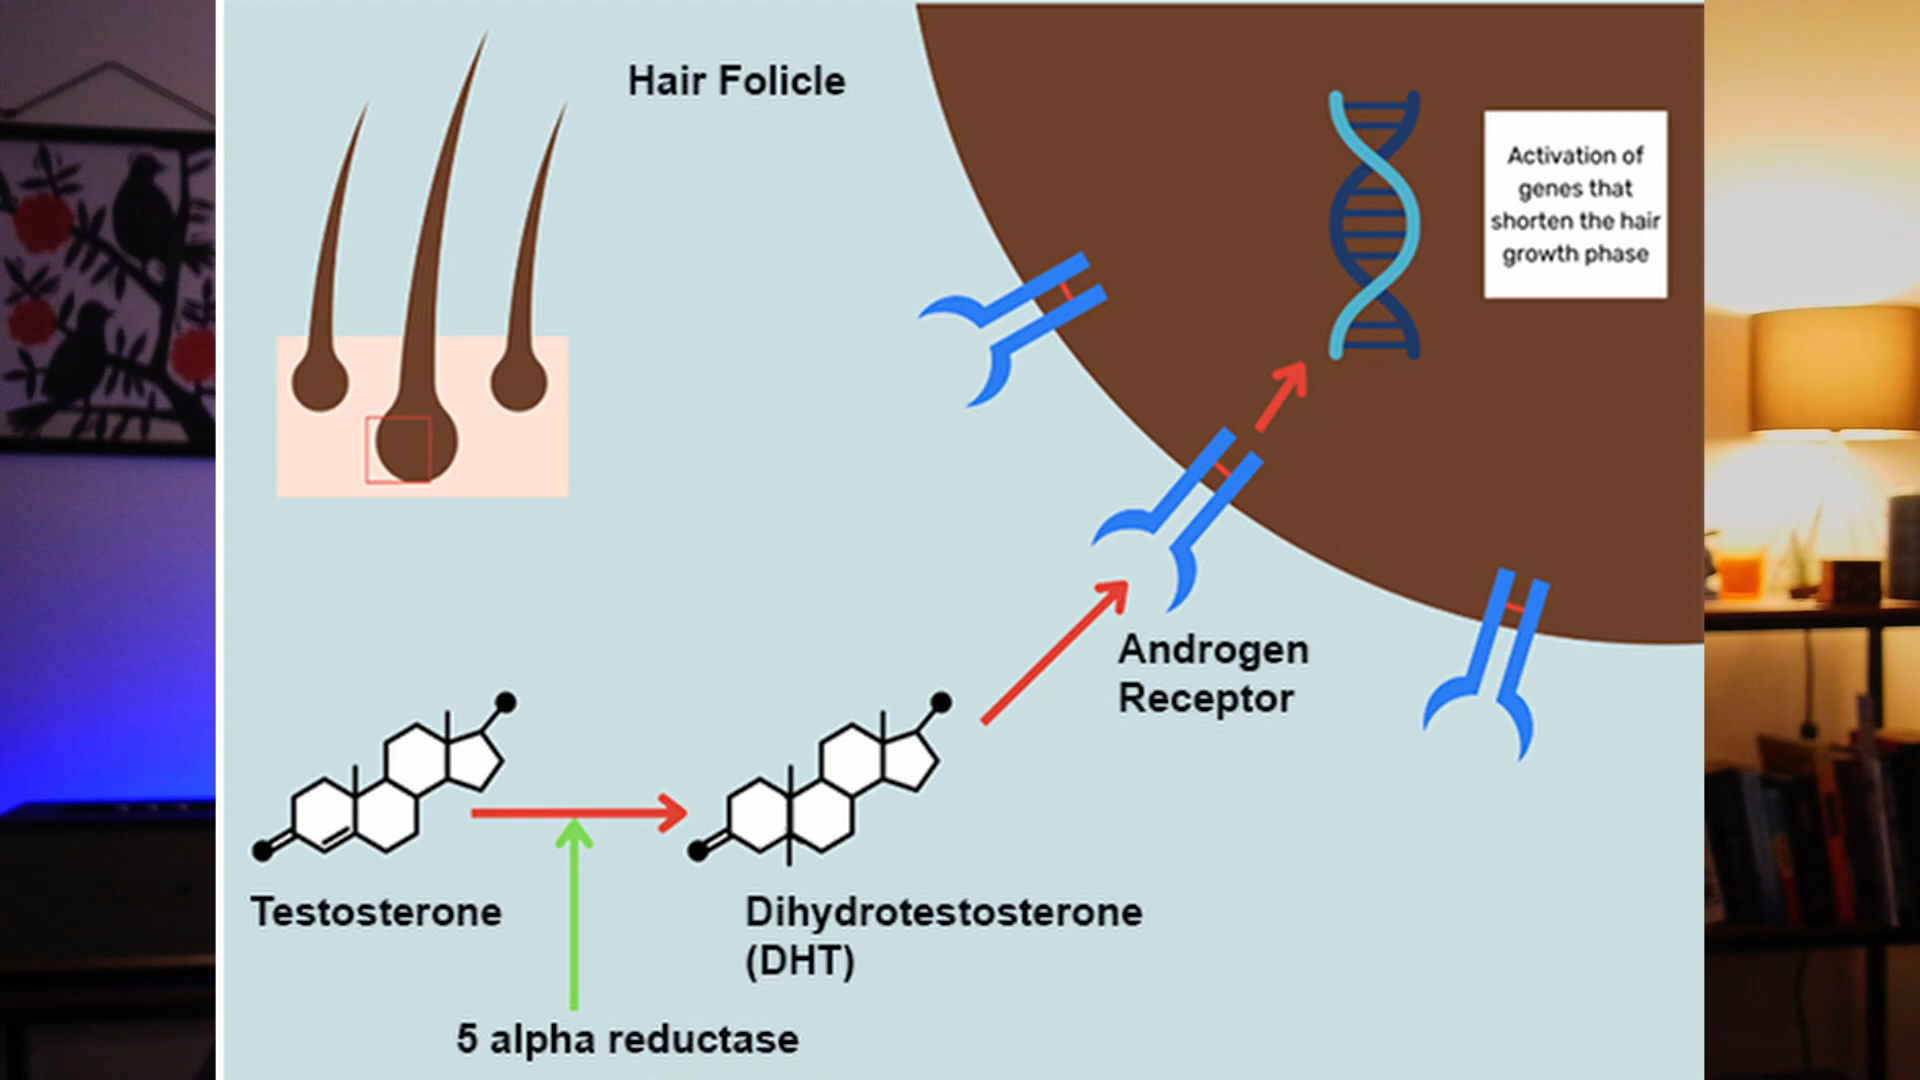 Hair Folicle
Activation of
genes that
shorten the hair
growth phase
Androgen
Receptor
Testosterone
Dihydrotestosterone
(DHT)
5 alpha reductase